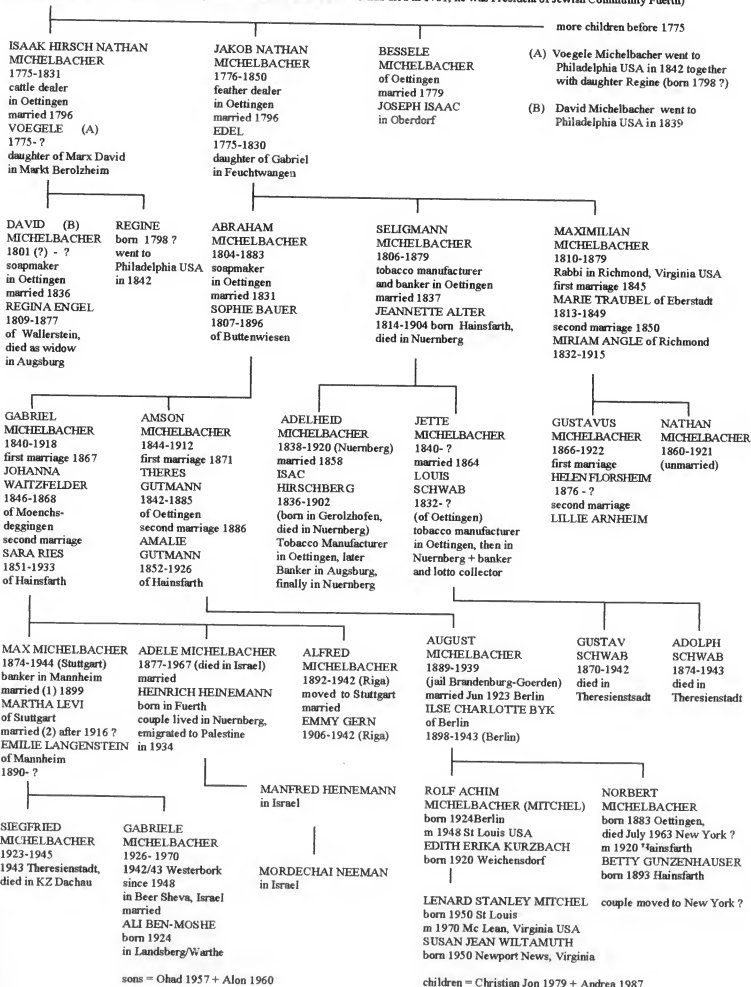 more children before 1775
ISAAK HIRSCH NATHAN
MICHELBACHER
1775-1831
cattle dealer
in Oettingen
married 1796
VOEGELE (A)
1775- ?
daughter of Marx David
in Markt Berolzheim
JAKOB NATHAN
MICHELBACHER
1776-1850
feather dealer
in Oettingen
married 1796
EDEL
1775-1830
daughter of Gabriel
in Feuchtwangen
BESSELE
MICHELBACHER
of Oettingen
married 1779
JOSEPH ISAAC
in Oberdorf
(A) Voegele Michelbacher went to
Philadelphia USA in 1842 together
with daughter Regine (born 1798 ?)
(B) David Michelbacher went to
Philadelphia USA in 1839
DAVID (B)
MICHELBACHER
1801 (?) - ?
soapmaker
in Oettingen
married 1836
REGINA ENGEL
1809-1877
of Wallerstein,
died as widow
in Augsburg
REGINE
born 1798 ?
went to
Philadelphia USA
in 1842
ABRAHAM
MICHELBACHER
1804-1883
soapmaker
in Oettingen
married 1831
SOPHIE BAUER
1807-1896
of Buttenwiesen
SELIGMANN
MICHELBACHER
1806-1879
tobacco manufacturer
and banker in Oettingen
married 1837
JEANNETTE ALTER
1814-1904 born Hainsfarth,
died in Nuernberg
MAXIMILIAN
MICHELBACHER
1810-1879
Rabbi in Richmond, Virginia USA
first marriage 1845
MARIE TRAUBEL of Eberstadt
1813-1849
second marriage 1850
MIRIAM ANGLE of Richmond
1832-1915
GABRIEL
MICHELBACHER
1840-1918
first marriage 1867
JOHANNA
WAITZFELDER
1846-1868
of Moenchs-
deggingen
second marriage
SARA RIES
1851-1933
of Hainsfarth
AMSON
MICHELBACHER
1844-1912
first marriage 1871
THERES
GUTMANN
1842-1885
of Oettingen
second marriage 1886
AMALIE
GUTMANN
1852-1926
of Hainsfarth
ADELHEID
MICHELBACHER
1838-1920 (Nuernberg)
married 1858
ISAC
HIRSCHBERG
1836-1902
(born in Gerolzhofen,
died in Nuernberg)
Tobacco Manufacturer
in Oettingen, later
Banker in Augsburg,
finally in Nuernberg
JETTE
MICHELBACHER
1840- ?
married 1864
LOUIS
SCHWAB
1832- ?
(of Oettingen)
tobacco manufacturer
in Oettingen, then in
Nuernberg + banker
and lotto collector
GUSTAVUS
MICHELBACHER
1866-1922
first marriage
HELEN FLORSHEIM
1876 - ?
second marriage
LILLIE ARNHEIM
NATHAN
MICHELBACHER
1860-1921
(unmarried)
MAX MICHELBACHER
1874-1944 (Stuttgart)
banker in Mannheim
married (1) 1899
MARTHA LEVI
of Stuttgart
married (2) after 1916 ?
EMILIE LANGENSTEIN
of Mannheim
1890- ?
ADELE MICHELBACHER
1877-1967 (died in Israel)
married
HEINRICH HEINEMANN
born in Fuerth
couple lived in Nuernberg,
emigrated to Palestine
in 1934
ALFRED
MICHELBACHER
1892-1942 (Riga)
moved to Stuttgart
married
EMMY GERN
1906-1942 (Riga)
AUGUST
MICHELBACHER
1889-1939
(jail Brandenburg-Goerden)
married Jun 1923 Berlin
ILSE CHARLOTTE BYK
of Berlin
1898-1943 (Berlin)
GUSTAV
SCHWAB
1870-1942
died in
Theresienstsadt
ADOLPH
SCHWAB
1874-1943
died in
Theresienstadt
MANFRED HEINEMANN
in Israel
MORDECHAI NEEMAN
in Israel
SIEGFRIED
MICHELBACHER
1923-1945
1943 Theresienstadt,
died in KZ Dachau
GABRIELE
MICHELBACHER
1926- 1970
1942/43 Westerbork
since 1948
in Beer Sheva, Israel
married
ALI BEN-MOSHE
born 1924
in Landsberg/Warthe
sons = Ohad 1957 + Alon 1960
ROLF ACHIM
MICHELBACHER (MITCHEL)
born 1924Berlin
m 1948 St Louis USA
EDITH ERIKA KURZBACH
born 1920 Weichensdorf
NORBERT
MICHELBACHER
born 1883 Oettingen,
died July 1963 New York ?
m 1920 Hainsfarth
BETTY GUNZENHAUSER
born 1893 Hainsfarth
couple moved to New York ?
LENARD STANLEY MITCHEL
born 1950 St Louis
m 1970 Mc Lean, Virginia USA
SUSAN JEAN WILTAMUTH
born 1950 Newport News, Virginia
children = Christian Jon 1979 + Andrea 1987